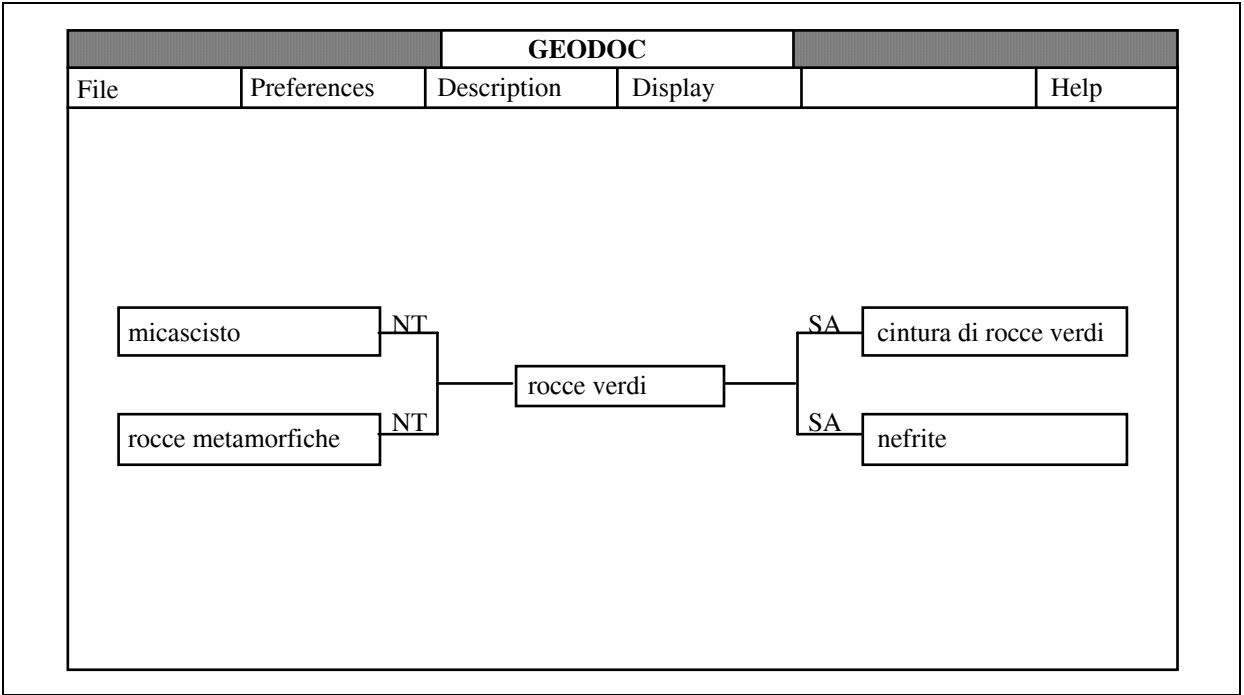 GEODOC
File Preferences Description Display Help
micascisto NT SA cintura di rocce verdi
rocce verdi
rocce metamorfiche NT SA nefrite